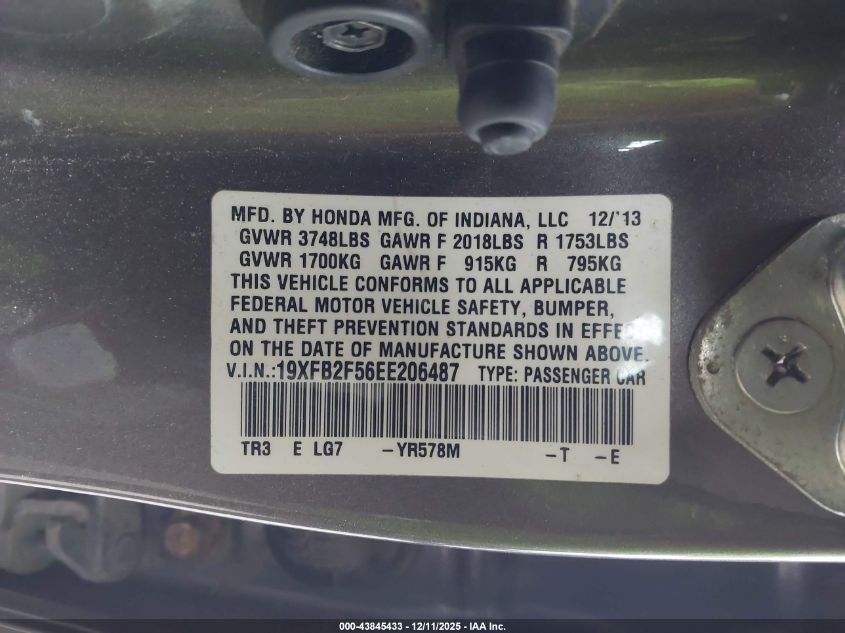 MFD. BY HONDA MFG. OF INDIANA, LLC 12/'13
GVWR 3748LBS GAWR F 2018LBS R 1753LBS
GVWR 1700KG GAWR F 915KG R 795KG
THIS VEHICLE CONFORMS TO ALL APPLICABLE
FEDERAL MOTOR VEHICLE SAFETY, BUMPER,
AND THEFT PREVENTION STANDARDS IN EFFECT
ON THE DATE OF MANUFACTURE SHOWN ABOVE.
V.I.N.:19XFB2F56EE206487 TYPE: PASSENGER CAR
TR3 E LG7 -YR578M -T -E
000-43845433 - 12/11/2025 - IAA Inc.